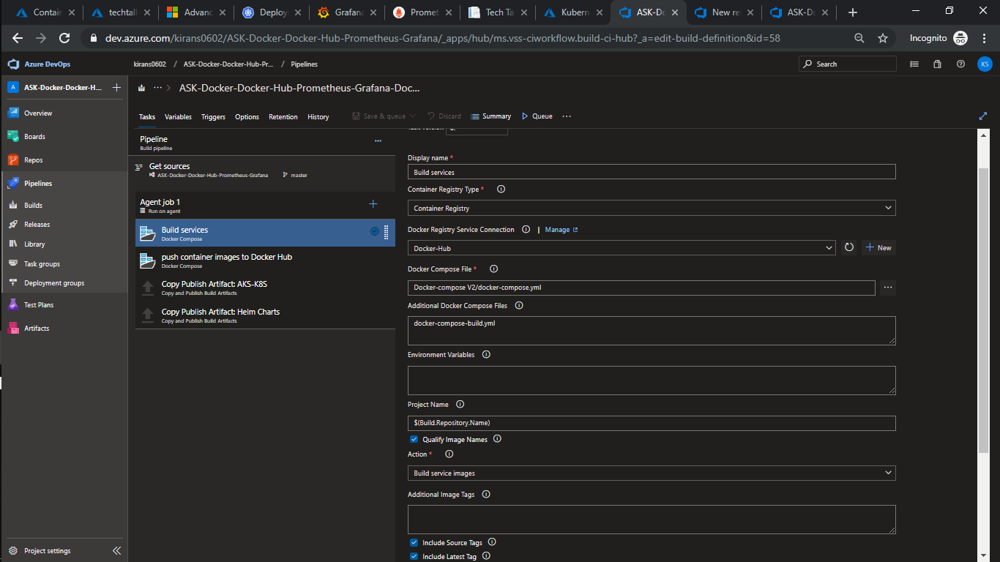 Contain
techtalk
Advanc
Deploy
Grafana
Promet
Tech Ta
Kubern
ASK-Do
New re
ASK-Do
dev.azure.com/kirans0602/ASK-Docker-Docker-Hub-Prometheus-Grafana/_apps/hub/ms.vss-ciworkflow.build-ci-hub?_a=edit-build-definition&id=58
Incognito
Azure DevOps
kirans0602 / ASK-Docker-Docker-Hub-Pr... / Pipelines
Search
KS
A ASK-Docker-Docker-H...
ASK-Docker-Docker-Hub-Prometheus-Grafana-Doc...
Overview
Boards
Repos
Pipelines
Builds
Releases
Library
Task groups
Deployment groups
Test Plans
Artifacts
Project settings
Tasks Variables Triggers Options Retention History Save & queue Discard Summary Queue ...
Pipeline
Build pipeline
Get sources
ASK-Docker-Docker-Hub-Prometheus-Grafana master
Agent job 1
Run on agent
Build services
Docker Compose
push container images to Docker Hub
Docker Compose
Copy Publish Artifact: AKS-K8S
Copy and Publish Build Artifacts
Copy Publish Artifact: Helm Charts
Copy and Publish Build Artifacts
Display name *
Build services
Container Registry Type *
Container Registry
Docker Registry Service Connection | Manage
Docker-Hub
New
Docker Compose File *
Docker-compose V2/docker-compose.yml
Additional Docker Compose Files
docker-compose-build.yml
Environment Variables
Project Name
$(Build.Repository.Name)
Qualify Image Names
Action *
Build service images
Additional Image Tags
Include Source Tags
Include Latest Tag